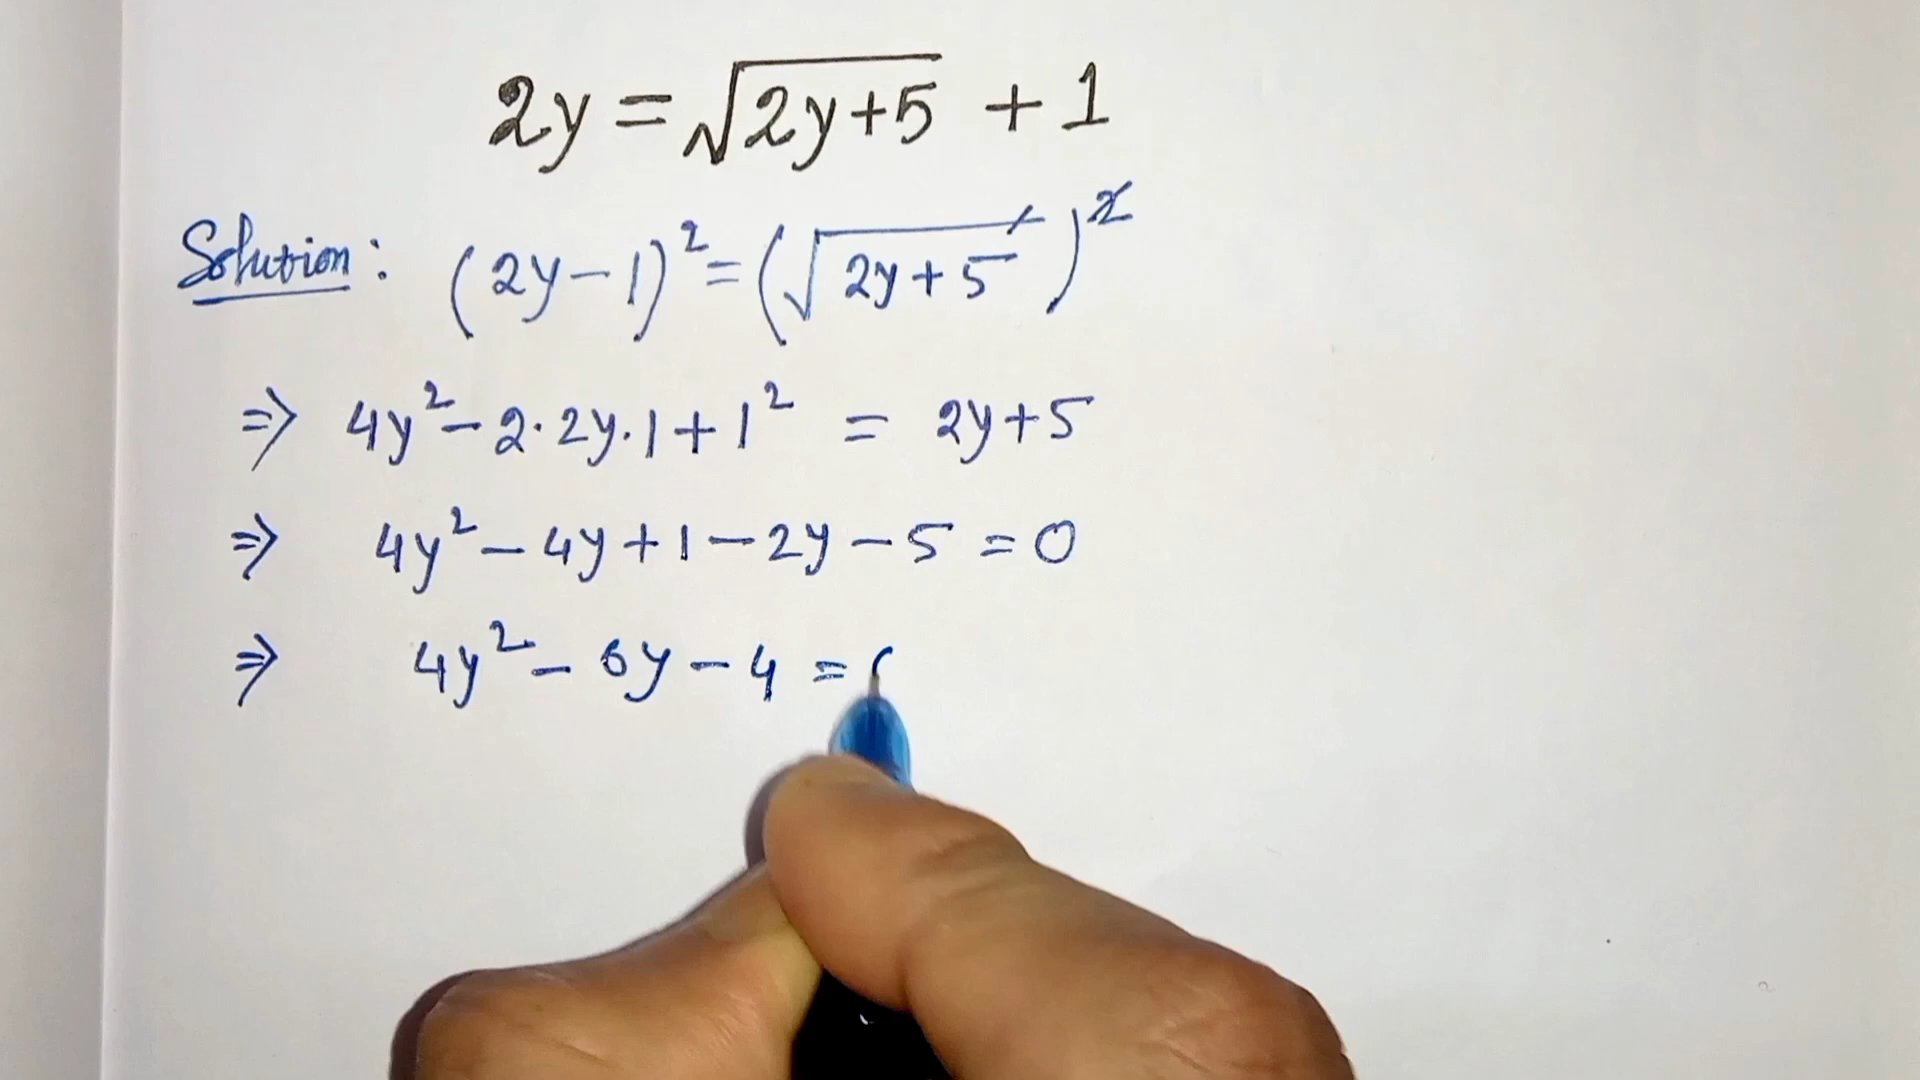 2y = √(2y+5) + 1
Solution: (2y-1)² = (√(2y+5))²
⇒ 4y² - 2·2y·1 + 1² = 2y+5
⇒ 4y² - 4y + 1 - 2y - 5 = 0
⇒ 4y² - 6y - 4 =